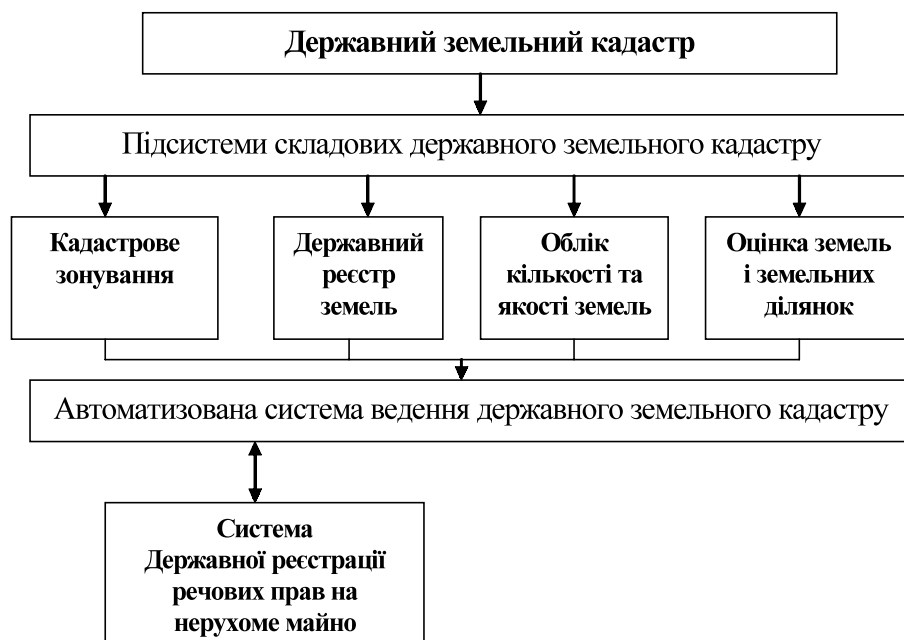 Державний земельний кадастр
Підсистеми складових державного земельного кадастру
Кадастрове
зонування
Державний
реєстр
земель
Облік
кількості та
якості земель
Оцінка земель
і земельних
ділянок
Автоматизована система ведення державного земельного кадастру
Система
Державної реєстрації
речових прав на
нерухоме майно